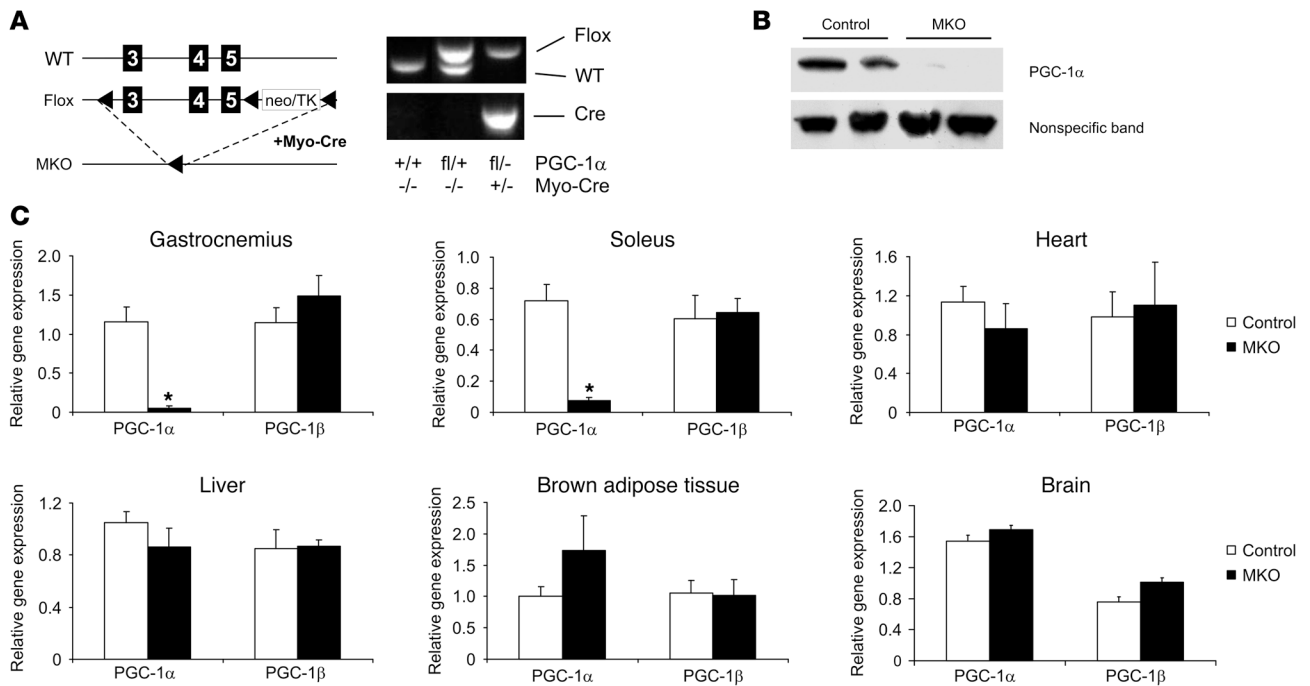 A
WT 3 4 5
Flox 3 4 5 neo/TK
+Myo-Cre
MKO
Flox
WT
Cre
+/+ fl/+ fl/- PGC-1α
-/- -/- +/- Myo-Cre
B
Control MKO
PGC-1α
Nonspecific band
C
Gastrocnemius
Relative gene expression
2.0
1.5
1.0
0.5
0
*
PGC-1α PGC-1β
Soleus
Relative gene expression
1.0
0.8
0.6
0.4
0.2
0
*
PGC-1α PGC-1β
Heart
Relative gene expression
1.6
1.2
0.8
0.4
0
PGC-1α PGC-1β
Control
MKO
Liver
Relative gene expression
1.2
0.8
0.4
0
PGC-1α PGC-1β
Brown adipose tissue
Relative gene expression
2.5
2.0
1.5
1.0
0.5
0
PGC-1α PGC-1β
Brain
Relative gene expression
2.0
1.6
1.2
0.8
0.4
0
PGC-1α PGC-1β
Control
MKO